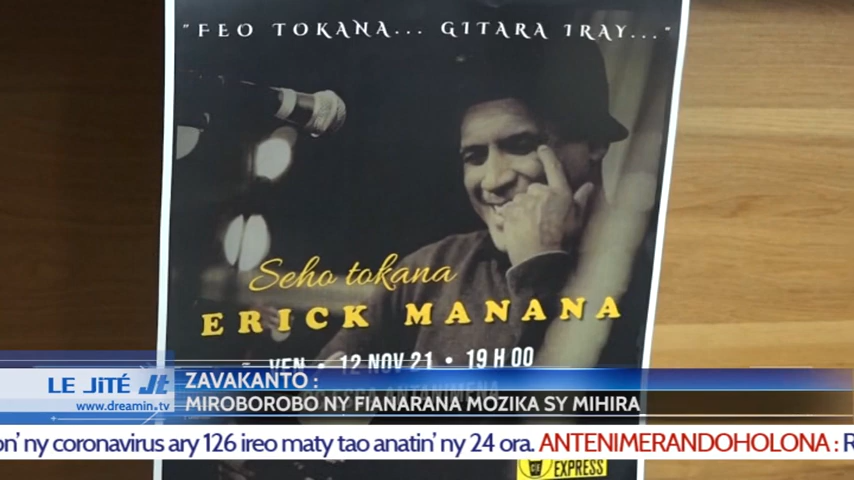 "FEO TOKANA... GITARA IRAY..."
Seho tokana
ERICK MANANA
VEN • 12 NOV 21 • 19 H 00
ANTANIMENA
LE JiTÉ Jt
www.dreamin.tv
ZAVAKANTO :
MIROBOROBO NY FIANARANA MOZIKA SY MIHIRA
on' ny coronavirus ary 126 ireo maty tao anatin' ny 24 ora. ANTENIMERANDOHOLONA : R
EXPRESS